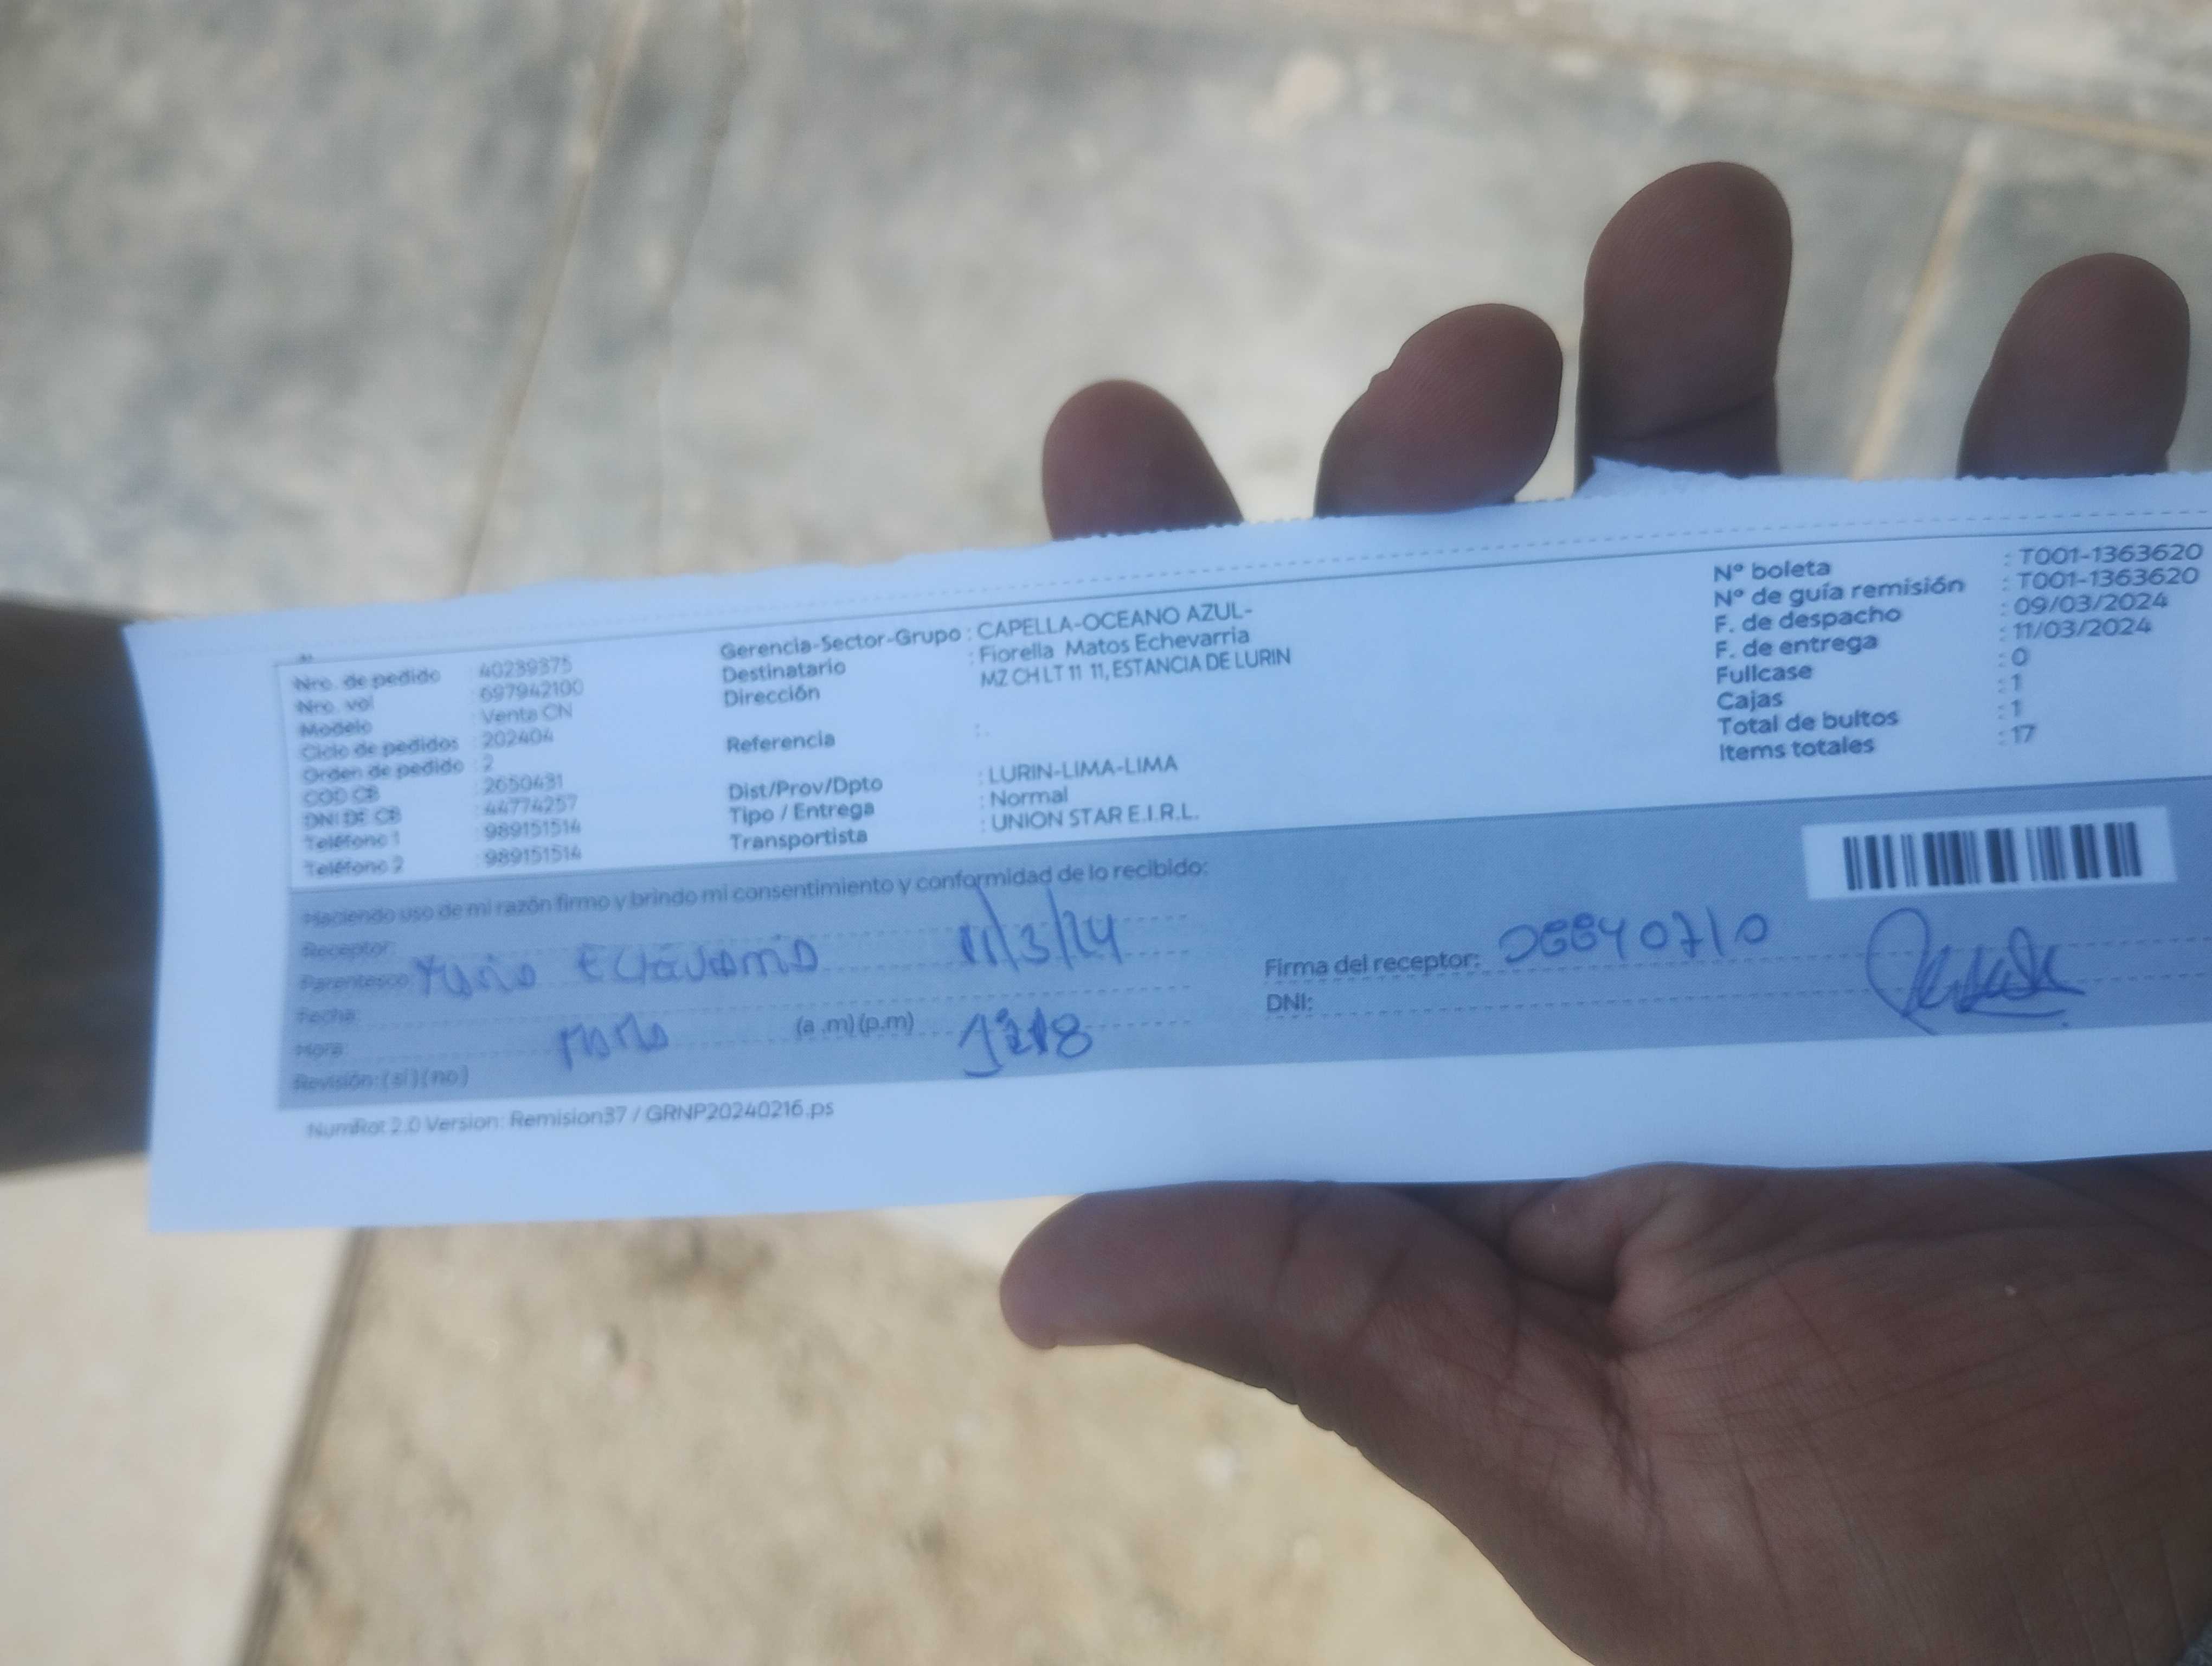 Nro. de pedido : 40239375
Nro. vol : 697942100
Modelo : Venta CN
Ciclo de pedidos : 202404
Orden de pedido : 2
COD CB : 2650431
DNI DE CB : 44774257
Teléfono 1 : 989151514
Teléfono 2 : 989151514
Gerencia-Sector-Grupo : CAPELLA-OCEANO AZUL-
Destinatario : Fiorella Matos Echevarria
Dirección MZ CH LT 11 11, ESTANCIA DE LURIN
Referencia :.
Dist/Prov/Dpto : LURIN-LIMA-LIMA
Tipo / Entrega : Normal
Transportista : UNION STAR E.I.R.L.
Nº boleta : T001-1363620
Nº de guía remisión : T001-1363620
F. de despacho : 09/03/2024
F. de entrega : 11/03/2024
Fullcase : 0
Cajas : 1
Total de bultos : 1
Items totales : 17
Haciendo uso de mi razón firmo y brindo mi consentimiento y conformidad de lo recibido:
Receptor:
Parentesco 11/3/24
Fecha:
Hora: (a .m) (p.m)
Revisión: (si) (no)
Firma del receptor:
DNI:
NumRot 2.0 Version: Remision37 / GRNP20240216.ps